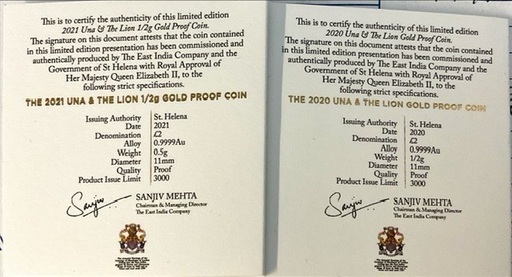 This is to certify the authenticity of this limited edition
2021 Una & The Lion 1/2g Gold Proof Coin.
The signature on this document attests that the coin contained
in this limited edition presentation has been commissioned and
authentically produced by The East India Company and the
Government of St Helena with Royal Approval of
Her Majesty Queen Elizabeth II, to the
following strict specifications.
THE 2021 UNA & THE LION 1/2g GOLD PROOF COIN
Issuing Authority St. Helena
Date 2021
Denomination £2
Alloy 0.9999Au
Weight 0.5g
Diameter 11mm
Quality Proof
Product Issue Limit 3000
Sanjiv
SANJIV MEHTA
Chairman & Managing Director
The East India Company
This is to certify the authenticity of this limited edition
2020 Una & The Lion Gold Proof Coin.
The signature on this document attests that the coin contained
in this limited edition presentation has been commissioned and
authentically produced by The East India Company and the
Government of St Helena with Royal Approval of
Her Majesty Queen Elizabeth II, to the
following strict specifications.
THE 2020 UNA & THE LION GOLD PROOF COIN
Issuing Authority St. Helena
Date 2020
Denomination £2
Alloy 0.9999Au
Weight 1/2g
Diameter 11mm
Quality Proof
Product Issue Limit 3000
Sanjiv
SANJIV MEHTA
Chairman & Managing Director
The East India Company